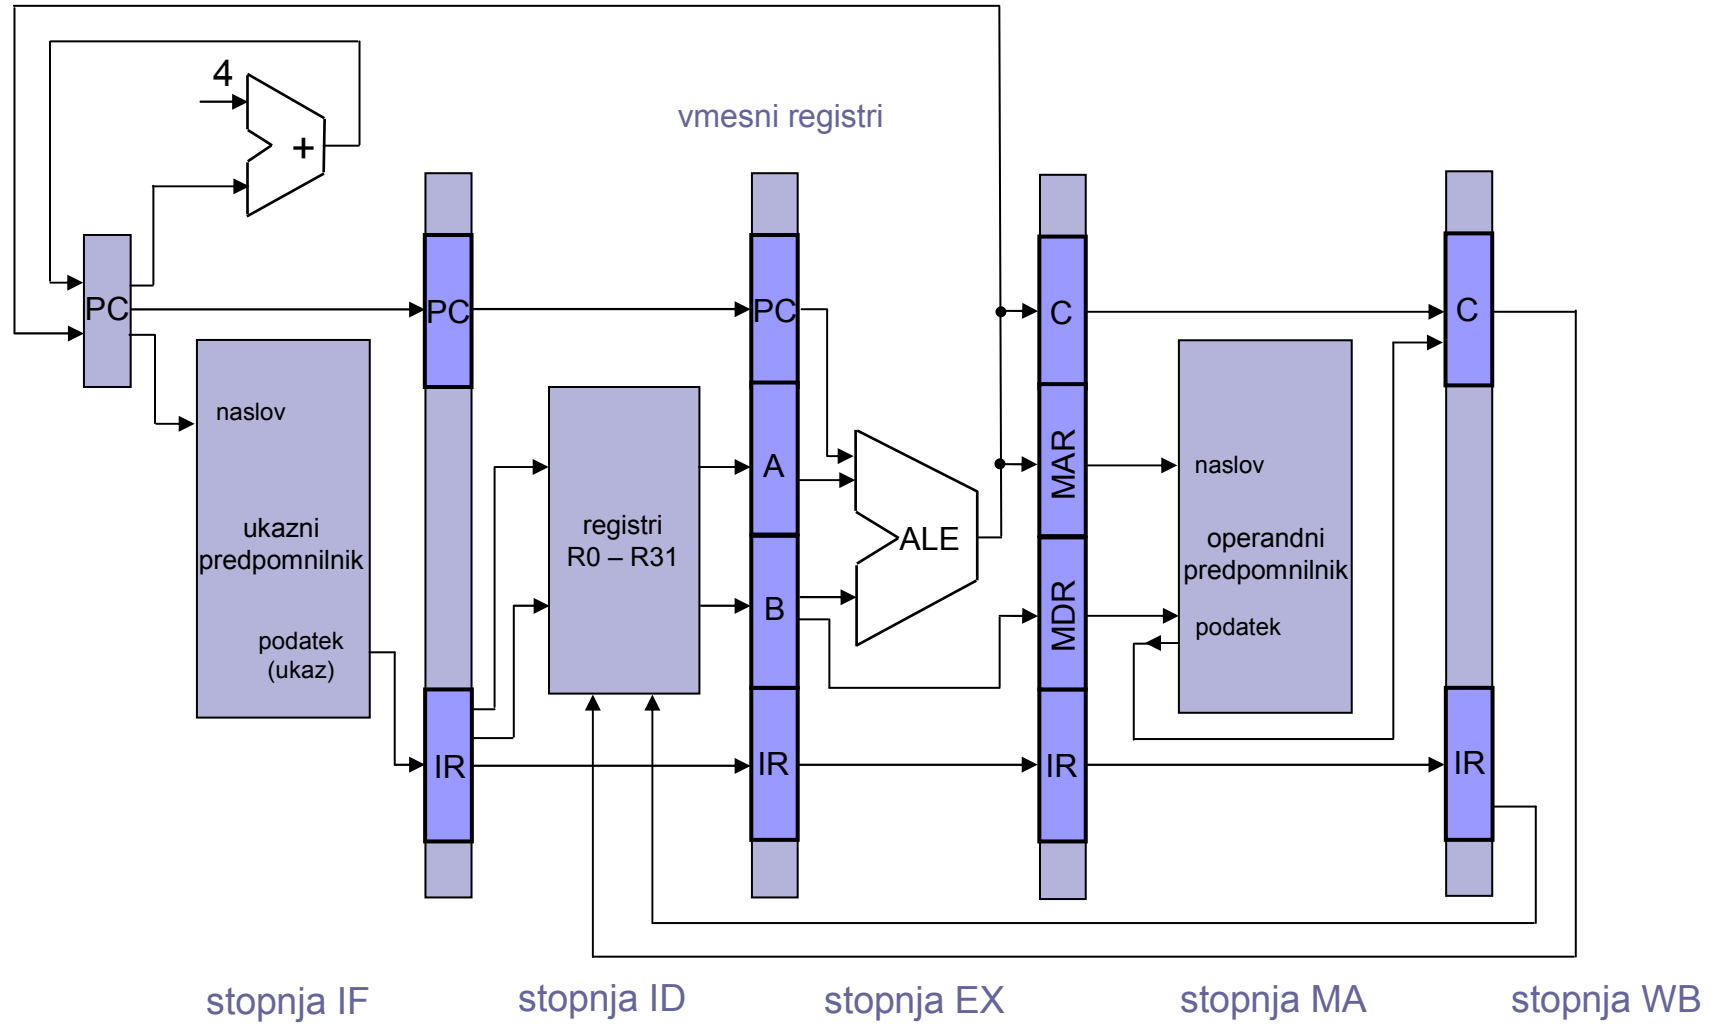 4
+
vmesni registri
PC
naslov
ukazni
predpomnilnik
podatek
(ukaz)
PC
IR
registri
R0 – R31
PC
A
B
IR
ALE
C
MAR
MDR
IR
naslov
operandni
predpomnilnik
podatek
C
IR
stopnja IF
stopnja ID
stopnja EX
stopnja MA
stopnja WB